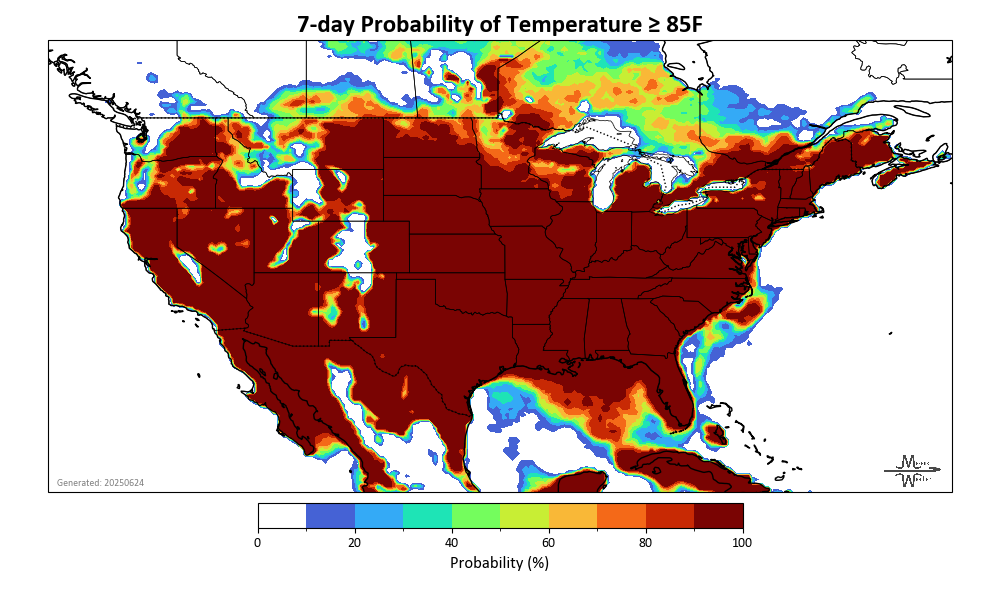 7-day Probability of Temperature ≥ 85F
Generated: 20250624
0 20 40 60 80 100
Probability (%)